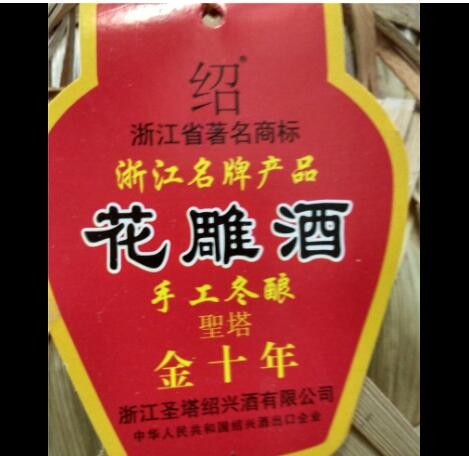 绍®
浙江省著名商标
浙江名牌产品
花雕酒
手工冬酿
聖塔
金十年
浙江圣塔绍兴酒有限公司
中华人民共和国绍兴酒出口企业